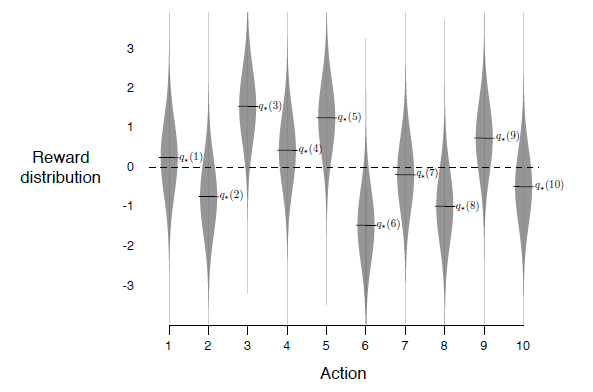 3
2
1
0
-1
-2
-3
Reward
distribution
q*(1)
q*(2)
q*(3)
q*(4)
q*(5)
q*(6)
q*(7)
q*(8)
q*(9)
q*(10)
1 2 3 4 5 6 7 8 9 10
Action